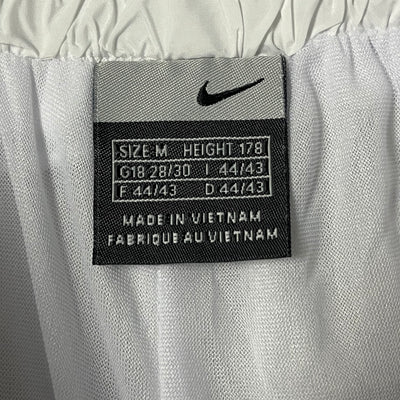 SIZE M HEIGHT 178
G18 28/30 I 44/43
F 44/43 D 44/43
MADE IN VIETNAM
FABRIQUE AU VIETNAM